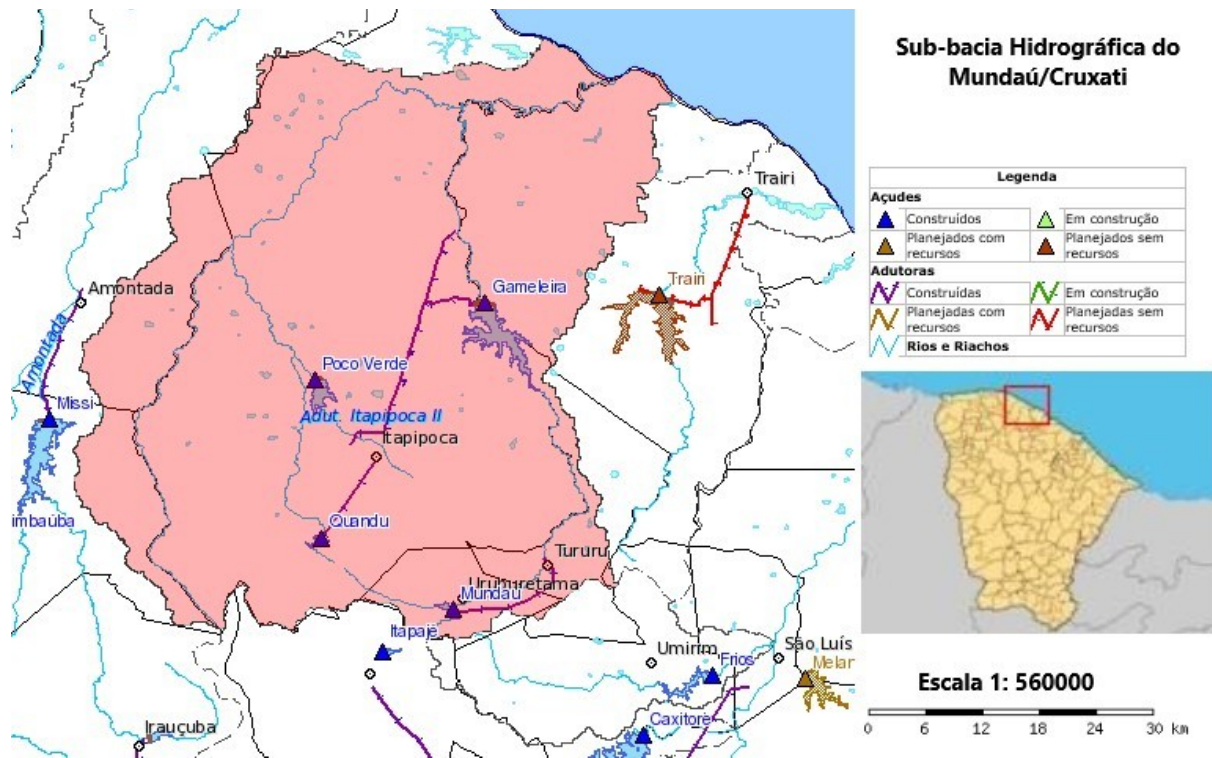 Sub-bacia Hidrográfica do
Mundaú/Cruxati
Trairi
Amontada
Amontada
Trairi
Gameleira
Poco Verde
Missi
Adut. Itapipoca II
Itapipoca
imbaúba
Quandu
Tururu
Uruburetama
Mundaú
Itapajé
Umirim
São Luís
Frios
Melar
Caxitoré
Irauçuba
Legenda
Açudes
Construídos
Em construção
Planejados com
recursos
Planejados sem
recursos
Adutoras
Construídas
Em construção
Planejadas com
recursos
Planejadas sem
recursos
Rios e Riachos
Escala 1: 560000
0 6 12 18 24 30 km